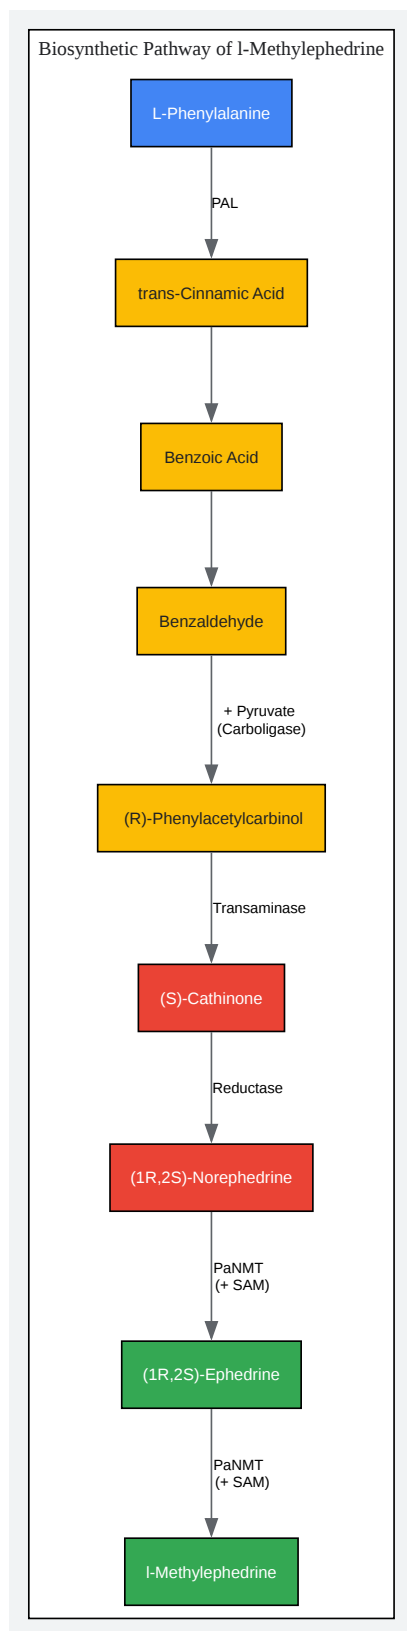 Biosynthetic Pathway of l-Methylephedrine
L-Phenylalanine
PAL
trans-Cinnamic Acid
Benzoic Acid
Benzaldehyde
+ Pyruvate
(Carboligase)
(R)-Phenylacetylcarbinol
Transaminase
(S)-Cathinone
Reductase
(1R,2S)-Norephedrine
PaNMT
(+ SAM)
(1R,2S)-Ephedrine
PaNMT
(+ SAM)
l-Methylephedrine